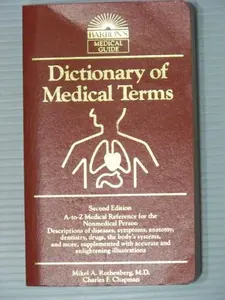 BARRON'S
MEDICAL
GUIDE
Dictionary of
Medical Terms
Second Edition
A-to-Z Medical Reference for the
Nonmedical Person
Descriptions of diseases, symptoms, anatomy,
dentistry, drugs, the body's systems,
and more, supplemented with accurate and
enlightening illustrations
Mikel A. Rothenberg, M.D.
Charles F. Chapman